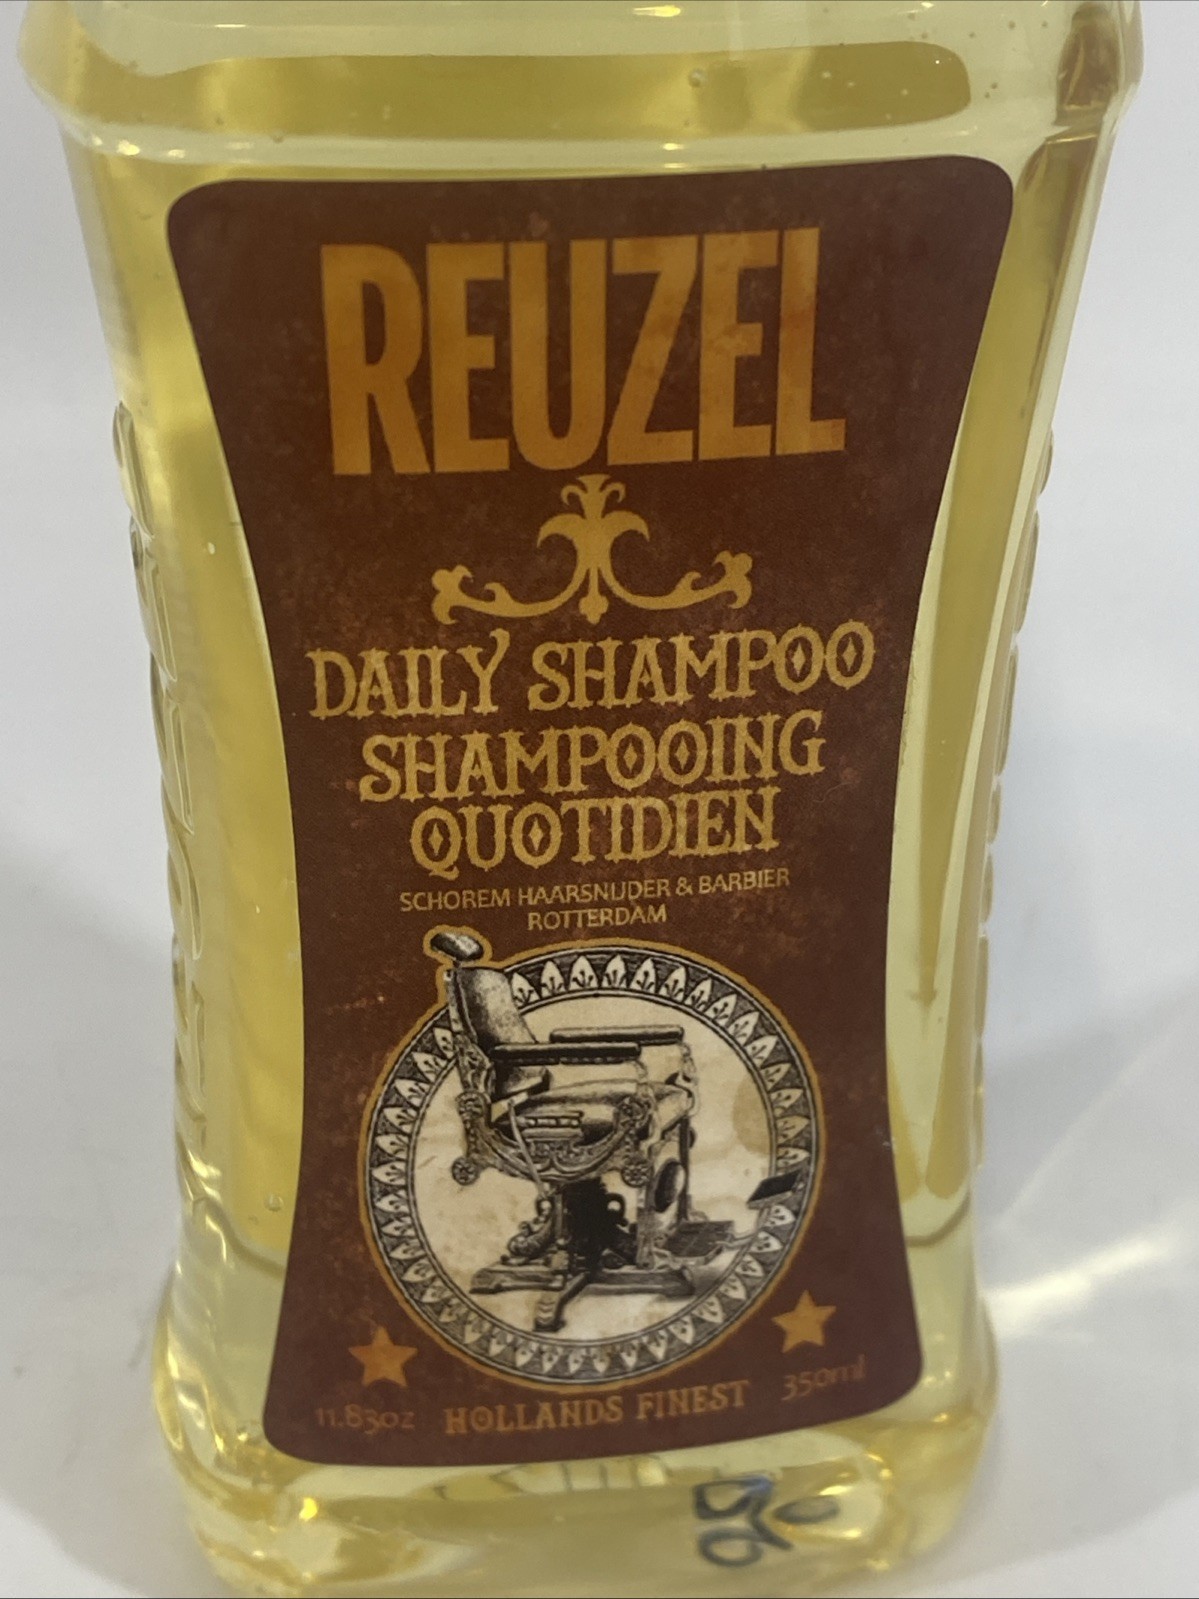 REUZEL
DAILY SHAMPOO
SHAMPOOING
QUOTIDIEN
SCHOREM HAARSNIJDER & BARBIER
ROTTERDAM
11.83oz HOLLANDS FINEST 350ml